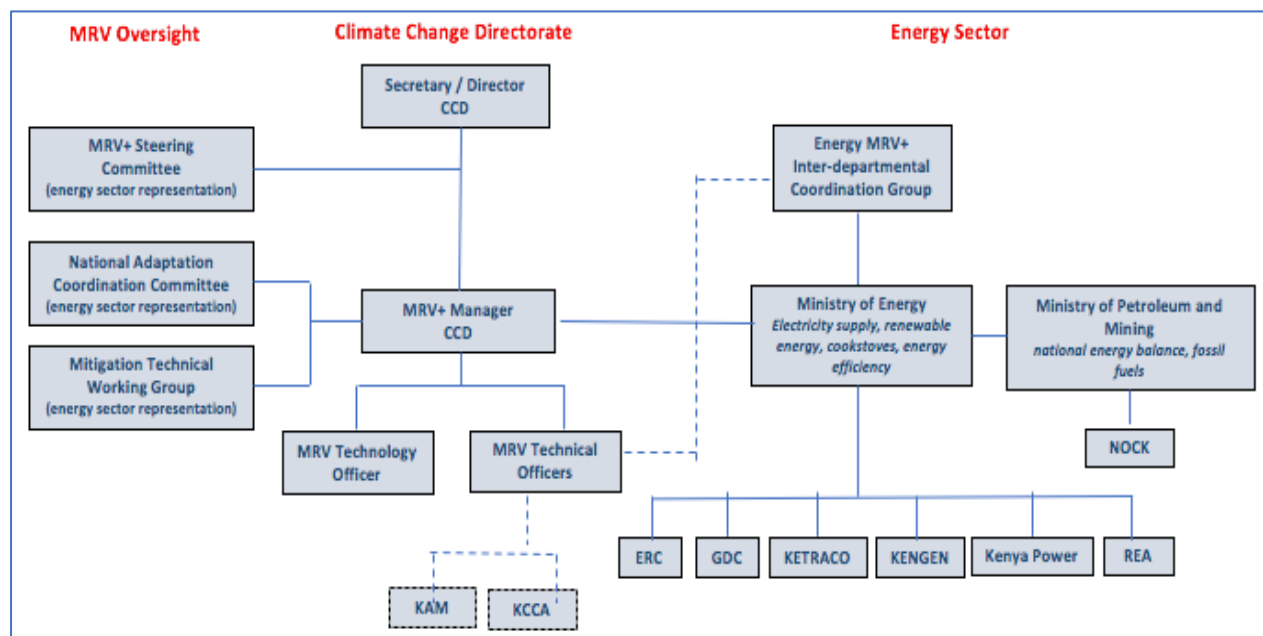 MRV Oversight
Climate Change Directorate
Energy Sector
Secretary / Director
CCD
MRV+ Steering
Committee
(energy sector representation)
Energy MRV+
Inter-departmental
Coordination Group
National Adaptation
Coordination Committee
(energy sector representation)
MRV+ Manager
CCD
Ministry of Energy
Electricity supply, renewable
energy, cookstoves, energy
efficiency
Ministry of Petroleum and
Mining
national energy balance, fossil
fuels
Mitigation Technical
Working Group
(energy sector representation)
MRV Technology
Officer
MRV Technical
Officers
NOCK
ERC
GDC
KETRACO
KENGEN
Kenya Power
REA
KAM
KCCA